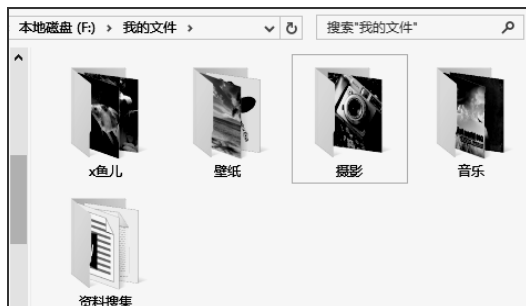 本地磁盘 (F:) › 我的文件 ›
搜索"我的文件"
x鱼儿
壁纸
摄影
音乐
资料搜集